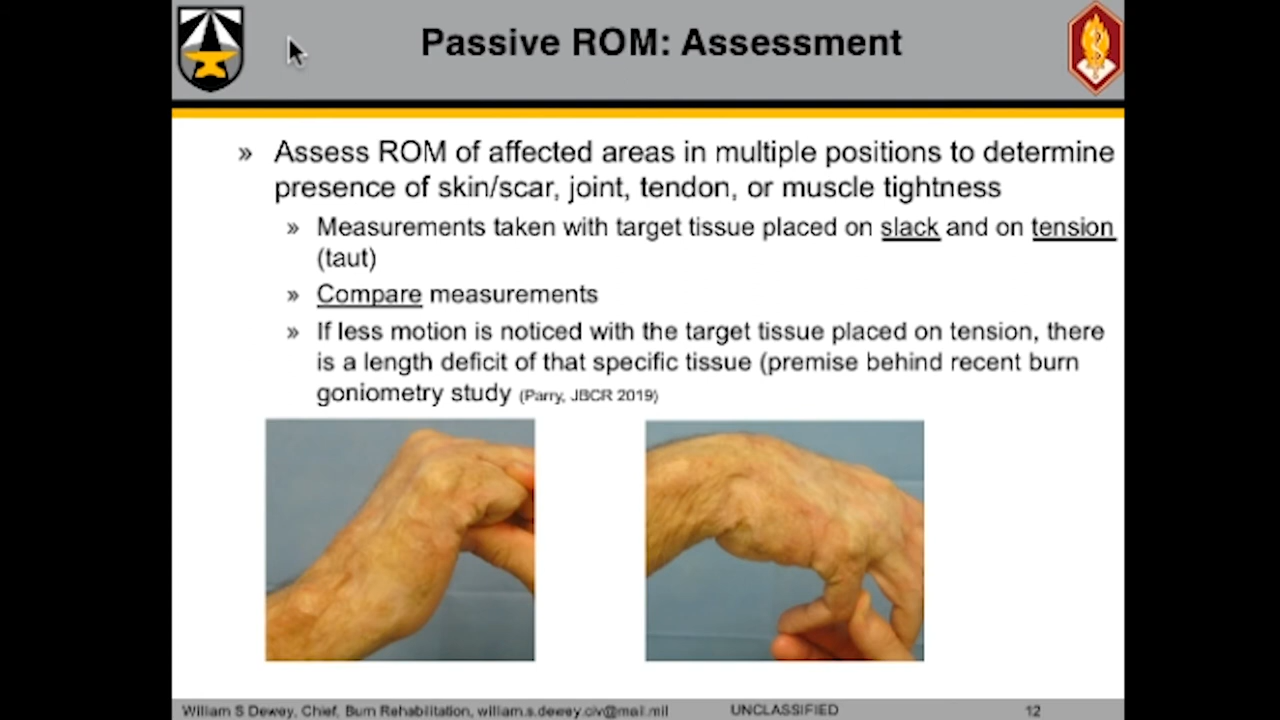 Passive ROM: Assessment
» Assess ROM of affected areas in multiple positions to determine
presence of skin/scar, joint, tendon, or muscle tightness
» Measurements taken with target tissue placed on slack and on tension
(taut)
» Compare measurements
» If less motion is noticed with the target tissue placed on tension, there
is a length deficit of that specific tissue (premise behind recent burn
goniometry study (Parry, JBCR 2019)
William S Dewey, Chief, Burn Rehabilitation, william.s.dewey.civ@mail.mil UNCLASSIFIED 12